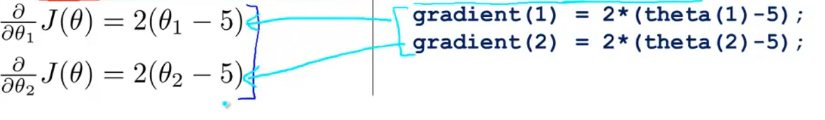 ∂/∂θ₁ J(θ) = 2(θ₁ − 5)
∂/∂θ₂ J(θ) = 2(θ₂ − 5)
gradient(1) = 2*(theta(1)-5);
gradient(2) = 2*(theta(2)-5);